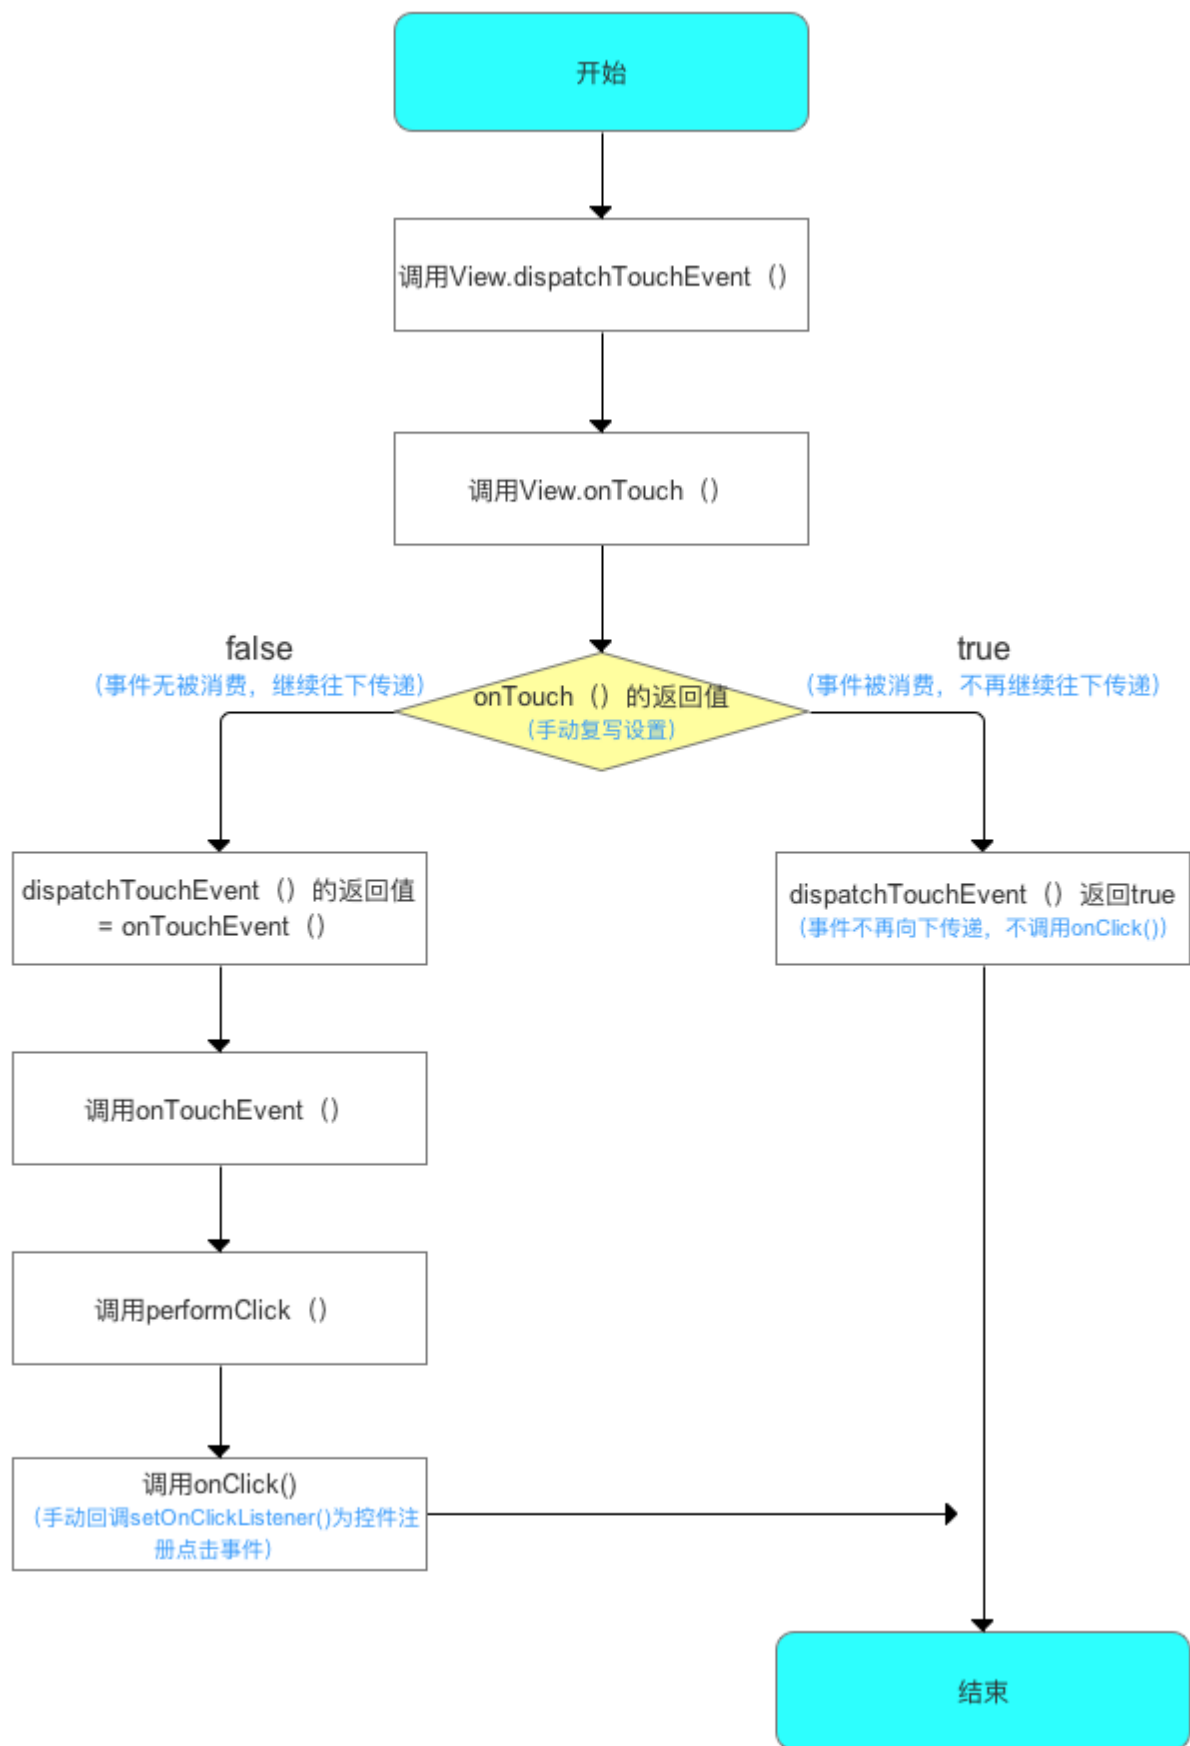 开始
调用View.dispatchTouchEvent（）
调用View.onTouch（）
false
（事件无被消费，继续往下传递）
true
（事件被消费，不再继续往下传递）
onTouch（）的返回值
（手动复写设置）
dispatchTouchEvent（）的返回值
= onTouchEvent（）
dispatchTouchEvent（）返回true
（事件不再向下传递，不调用onClick()）
调用onTouchEvent（）
调用performClick（）
调用onClick()
（手动回调setOnClickListener()为控件注
册点击事件）
结束